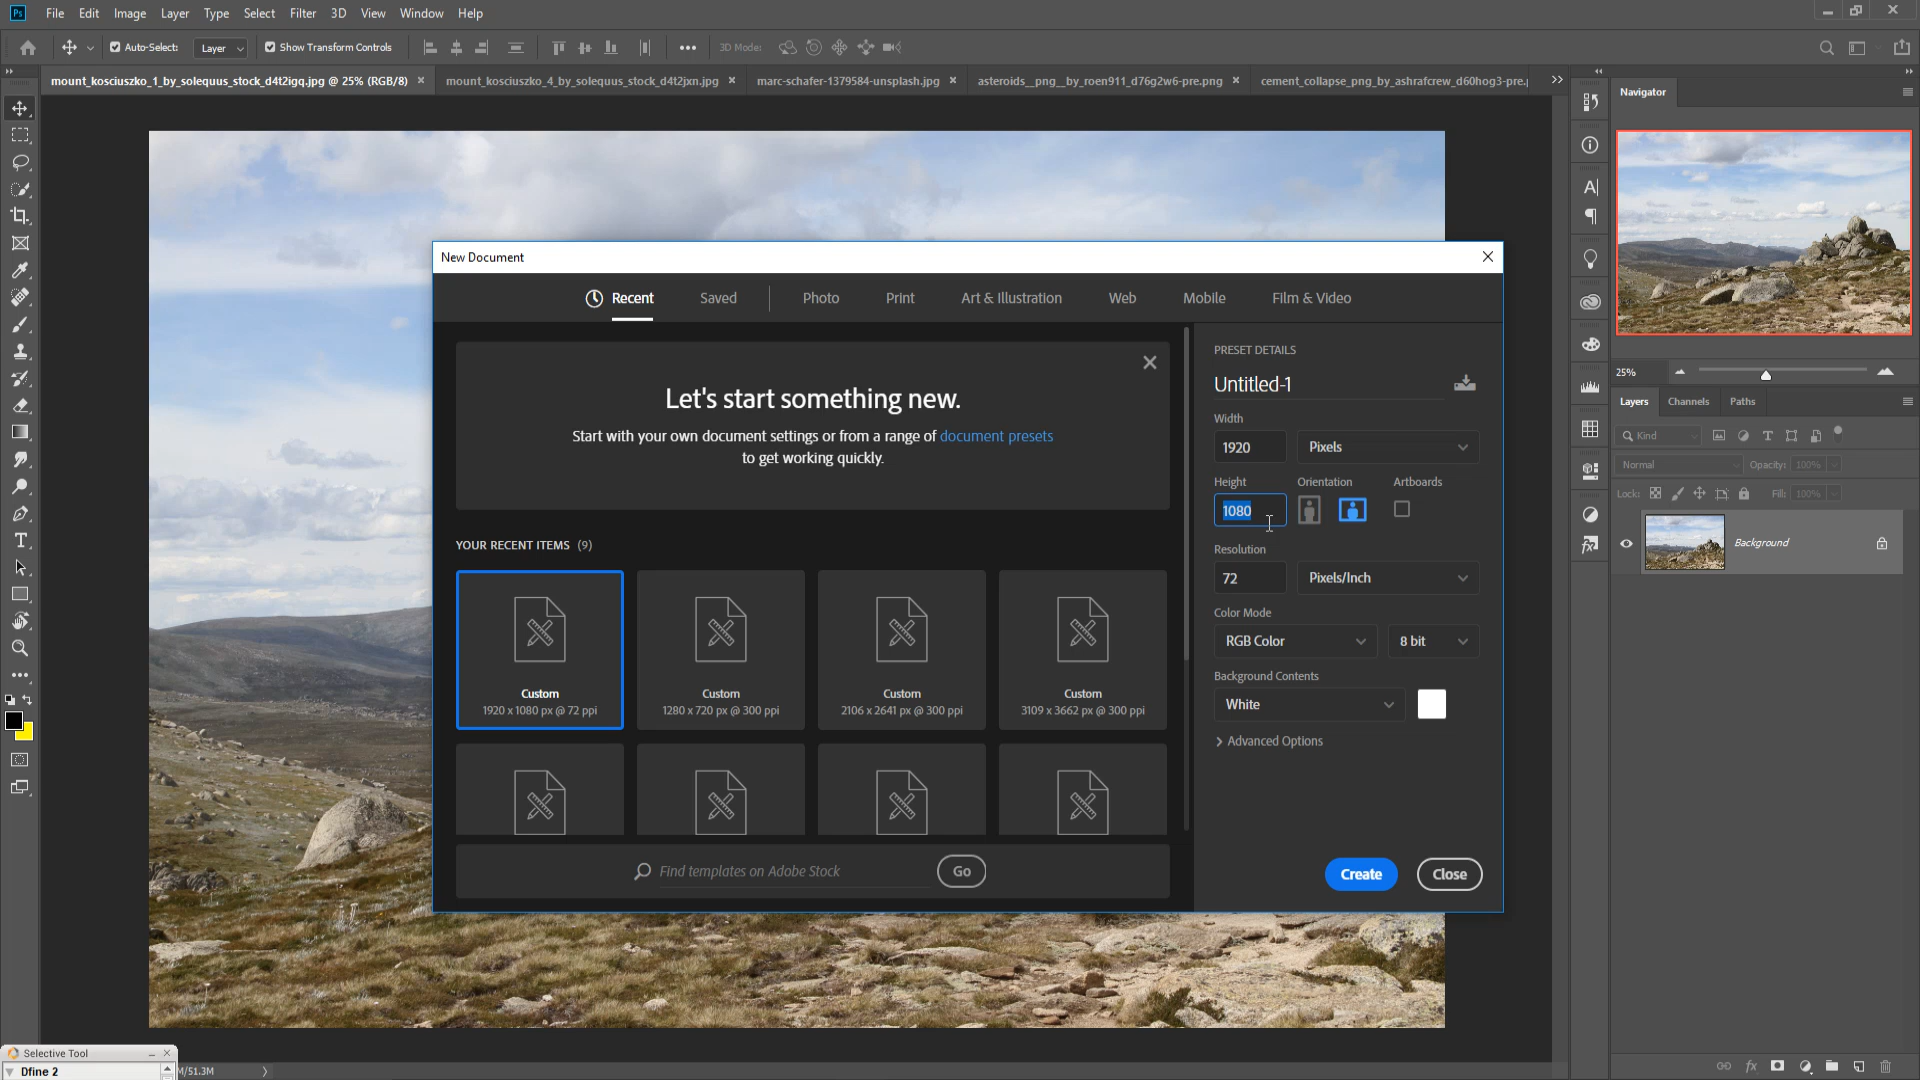 Ps File Edit Image Layer Type Select Filter 3D View Window Help
Auto-Select: Layer Show Transform Controls 3D Mode:
mount_kosciuszko_1_by_solequus_stock_d4t2igq.jpg @ 25% (RGB/8) × mount_kosciuszko_4_by_solequus_stock_d4t2jxn.jpg × marc-schafer-1379584-unsplash.jpg × asteroids__png__by_roen911_d76g2w6-pre.png × cement_collapse_png_by_ashrafcrew_d60hog3-pre.
Navigator
25%
Layers Channels Paths
Kind
Normal Opacity: 100%
Lock: Fill: 100%
Background
fx
New Document
Recent Saved Photo Print Art & Illustration Web Mobile Film & Video
Let's start something new.
Start with your own document settings or from a range of document presets
to get working quickly.
YOUR RECENT ITEMS (9)
Custom
1920 x 1080 px @ 72 ppi
Custom
1280 x 720 px @ 300 ppi
Custom
2106 x 2641 px @ 300 ppi
Custom
3109 x 3662 px @ 300 ppi
Find templates on Adobe Stock Go
PRESET DETAILS
Untitled-1
Width
1920 Pixels
Height Orientation Artboards
1080
Resolution
72 Pixels/Inch
Color Mode
RGB Color 8 bit
Background Contents
White
Advanced Options
Create Close
Selective Tool
Dfine 2
M/51.3M